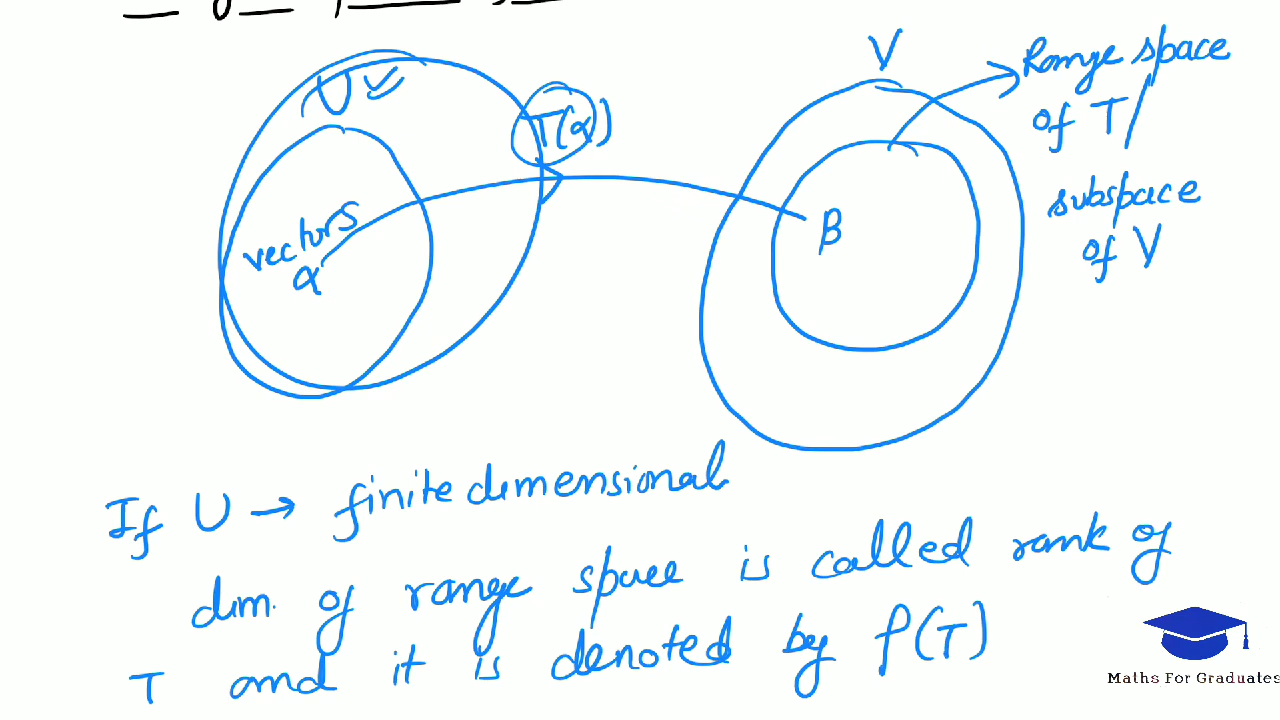 U
T(α)
V
Range space
of T/
subspace
of V
vectors
α
β
If U → finite dimensional
dim. of range space is called rank of
T and it is denoted by ρ(T)
Maths For Graduates